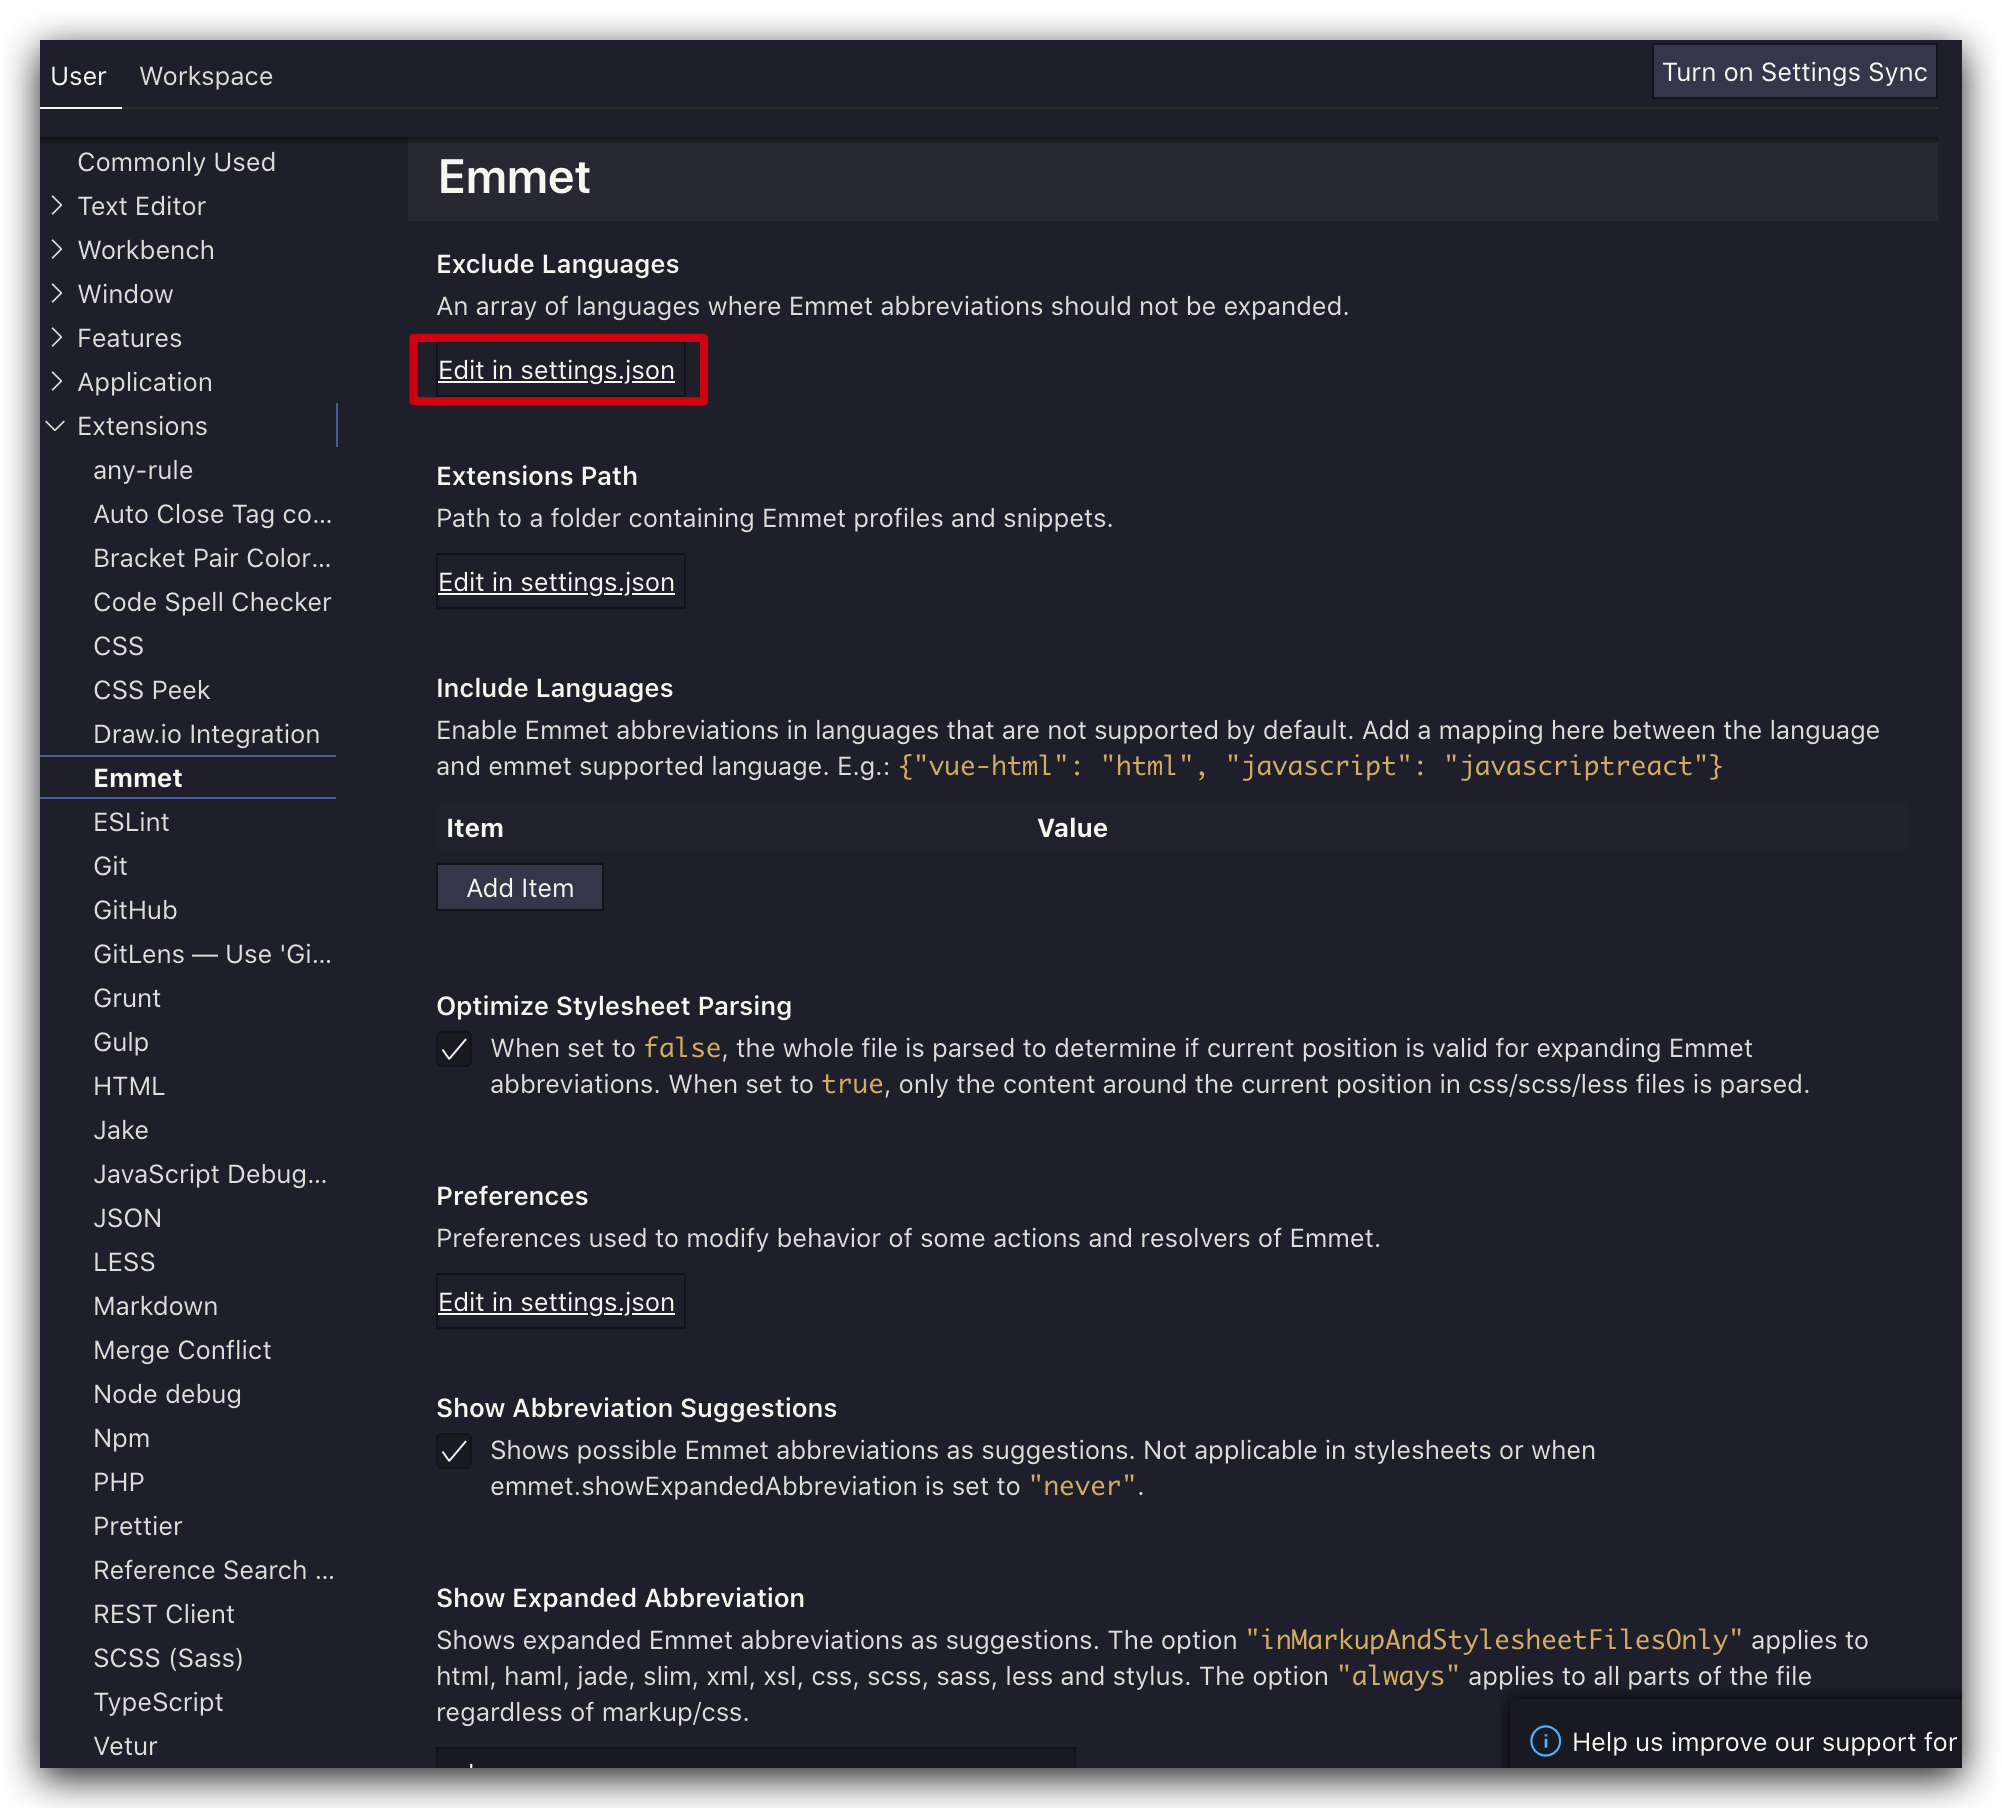 User Workspace Turn on Settings Sync
Commonly Used
Text Editor
Workbench
Window
Features
Application
Extensions
any-rule
Auto Close Tag co...
Bracket Pair Color...
Code Spell Checker
CSS
CSS Peek
Draw.io Integration
Emmet
ESLint
Git
GitHub
GitLens — Use 'Gi...
Grunt
Gulp
HTML
Jake
JavaScript Debug...
JSON
LESS
Markdown
Merge Conflict
Node debug
Npm
PHP
Prettier
Reference Search ...
REST Client
SCSS (Sass)
TypeScript
Vetur
Emmet
Exclude Languages
An array of languages where Emmet abbreviations should not be expanded.
Edit in settings.json
Extensions Path
Path to a folder containing Emmet profiles and snippets.
Edit in settings.json
Include Languages
Enable Emmet abbreviations in languages that are not supported by default. Add a mapping here between the language
and emmet supported language. E.g.: {"vue-html": "html", "javascript": "javascriptreact"}
Item Value
Add Item
Optimize Stylesheet Parsing
When set to false, the whole file is parsed to determine if current position is valid for expanding Emmet
abbreviations. When set to true, only the content around the current position in css/scss/less files is parsed.
Preferences
Preferences used to modify behavior of some actions and resolvers of Emmet.
Edit in settings.json
Show Abbreviation Suggestions
Shows possible Emmet abbreviations as suggestions. Not applicable in stylesheets or when
emmet.showExpandedAbbreviation is set to "never".
Show Expanded Abbreviation
Shows expanded Emmet abbreviations as suggestions. The option "inMarkupAndStylesheetFilesOnly" applies to
html, haml, jade, slim, xml, xsl, css, scss, sass, less and stylus. The option "always" applies to all parts of the file
regardless of markup/css.
Help us improve our support for